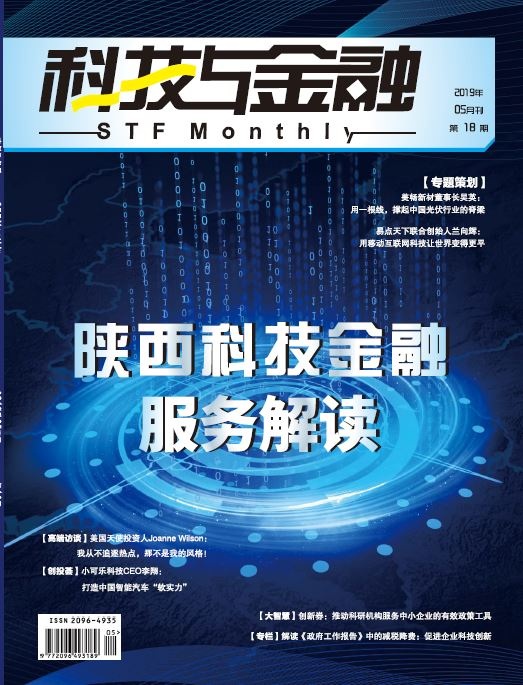 科技与金融
STF Monthly
2019年
05月刊
第 18 期
【专题策划】
美畅新材董事长吴英：
用一根线，撑起中国光伏行业的脊梁
易点天下联合创始人兰向辉：
用移动互联网科技让世界变得更平
陕西科技金融
服务解读
【高端访谈】美国天使投资人Joanne Wilson：
我从不追逐热点，那不是我的风格！
【创投荟】小可乐科技CEO李翔：
打造中国智能汽车“软实力”
【大智慧】创新券：推动科研机构服务中小企业的有效政策工具
【专栏】解读《政府工作报告》中的减税降费：促进企业科技创新
ISSN 2096-4935
05>
9 772096 493189